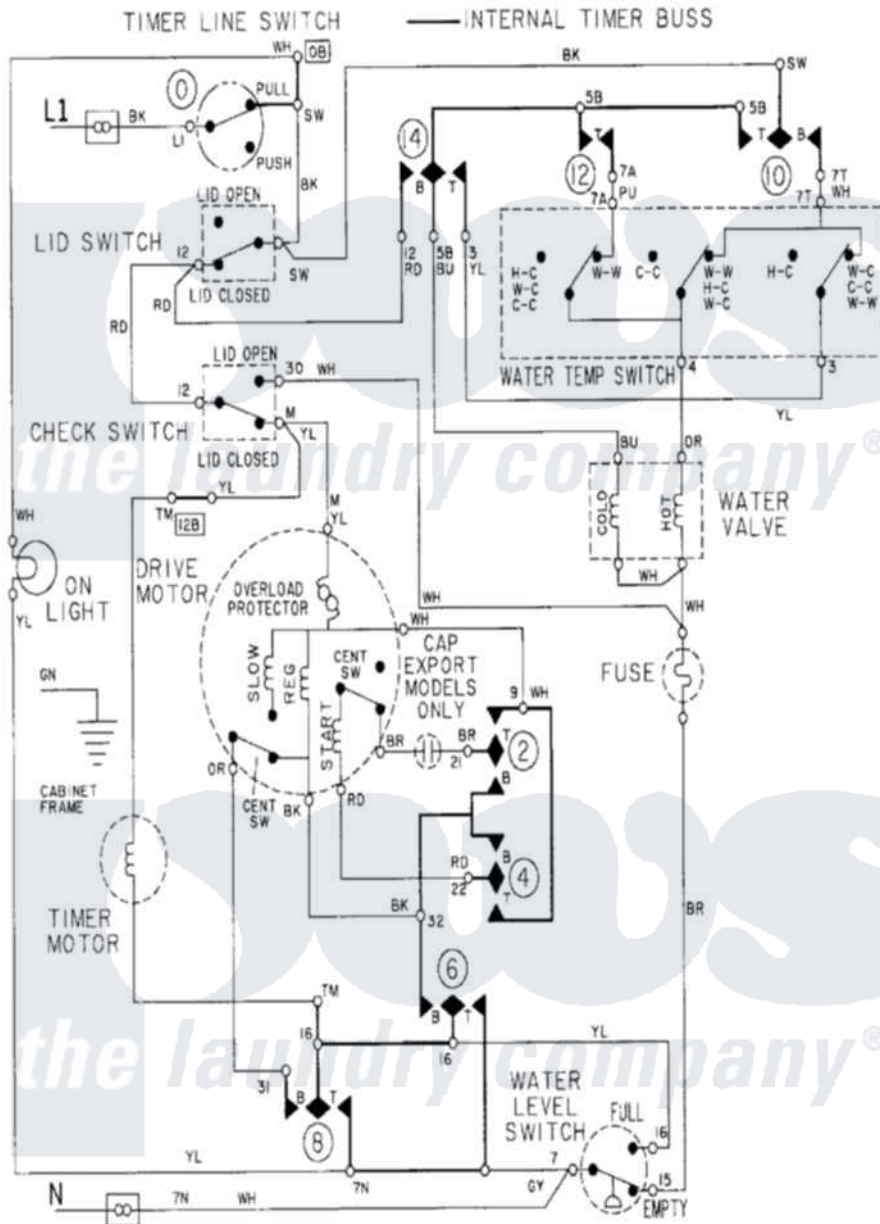 TIMER LINE SWITCH
INTERNAL TIMER BUSS
WH
OB
BK
SW
0
PULL
L1
BK
L1
SW
PUSH
5B
5B
14
T
T
B
B
T
12
7A
10
7T
BK
7A
PU
7T
WH
LID OPEN
LID SWITCH
12
SW
LID CLOSED
RD
12
RD
5B
BU
3
YL
H-C
W-C
C-C
W-W
C-C
W-W
H-C
W-C
H-C
W-C
C-C
W-W
RD
LID OPEN
30
WH
WATER TEMP SWITCH
4
3
12
M
YL
YL
CHECK SWITCH
LID CLOSED
BU
OR
the laundry company®
YL
TM
12B
M
YL
COLD
HOT
WATER
VALVE
WH
WH
DRIVE
MOTOR
OVERLOAD
PROTECTOR
WH
ON
LIGHT
YL
WH
WH
CAP
EXPORT
MODELS
ONLY
CENT
SW
SLOW
REG
FUSE
GN
9
WH
START
BR
BR
21
T
2
OR
B
CABINET
FRAME
CENT
SW
BK
RD
B
RD
22
4
T
BK
32
BR
TIMER
MOTOR
6
TM
B
T
16
16
YL
the laundry company®
31
B
T
WATER
LEVEL
SWITCH
FULL
8
16
YL
7
7N
GY
15
N
7N
WH
EMPTY